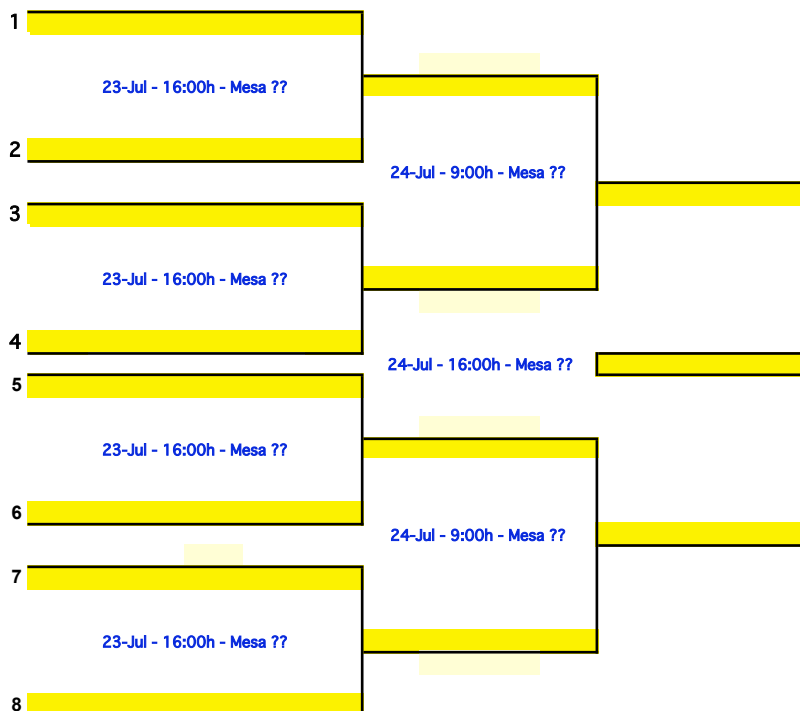 1
23-Jul - 16:00h - Mesa ??
2
24-Jul - 9:00h - Mesa ??
3
23-Jul - 16:00h - Mesa ??
4
24-Jul - 16:00h - Mesa ??
5
23-Jul - 16:00h - Mesa ??
6
24-Jul - 9:00h - Mesa ??
7
23-Jul - 16:00h - Mesa ??
8